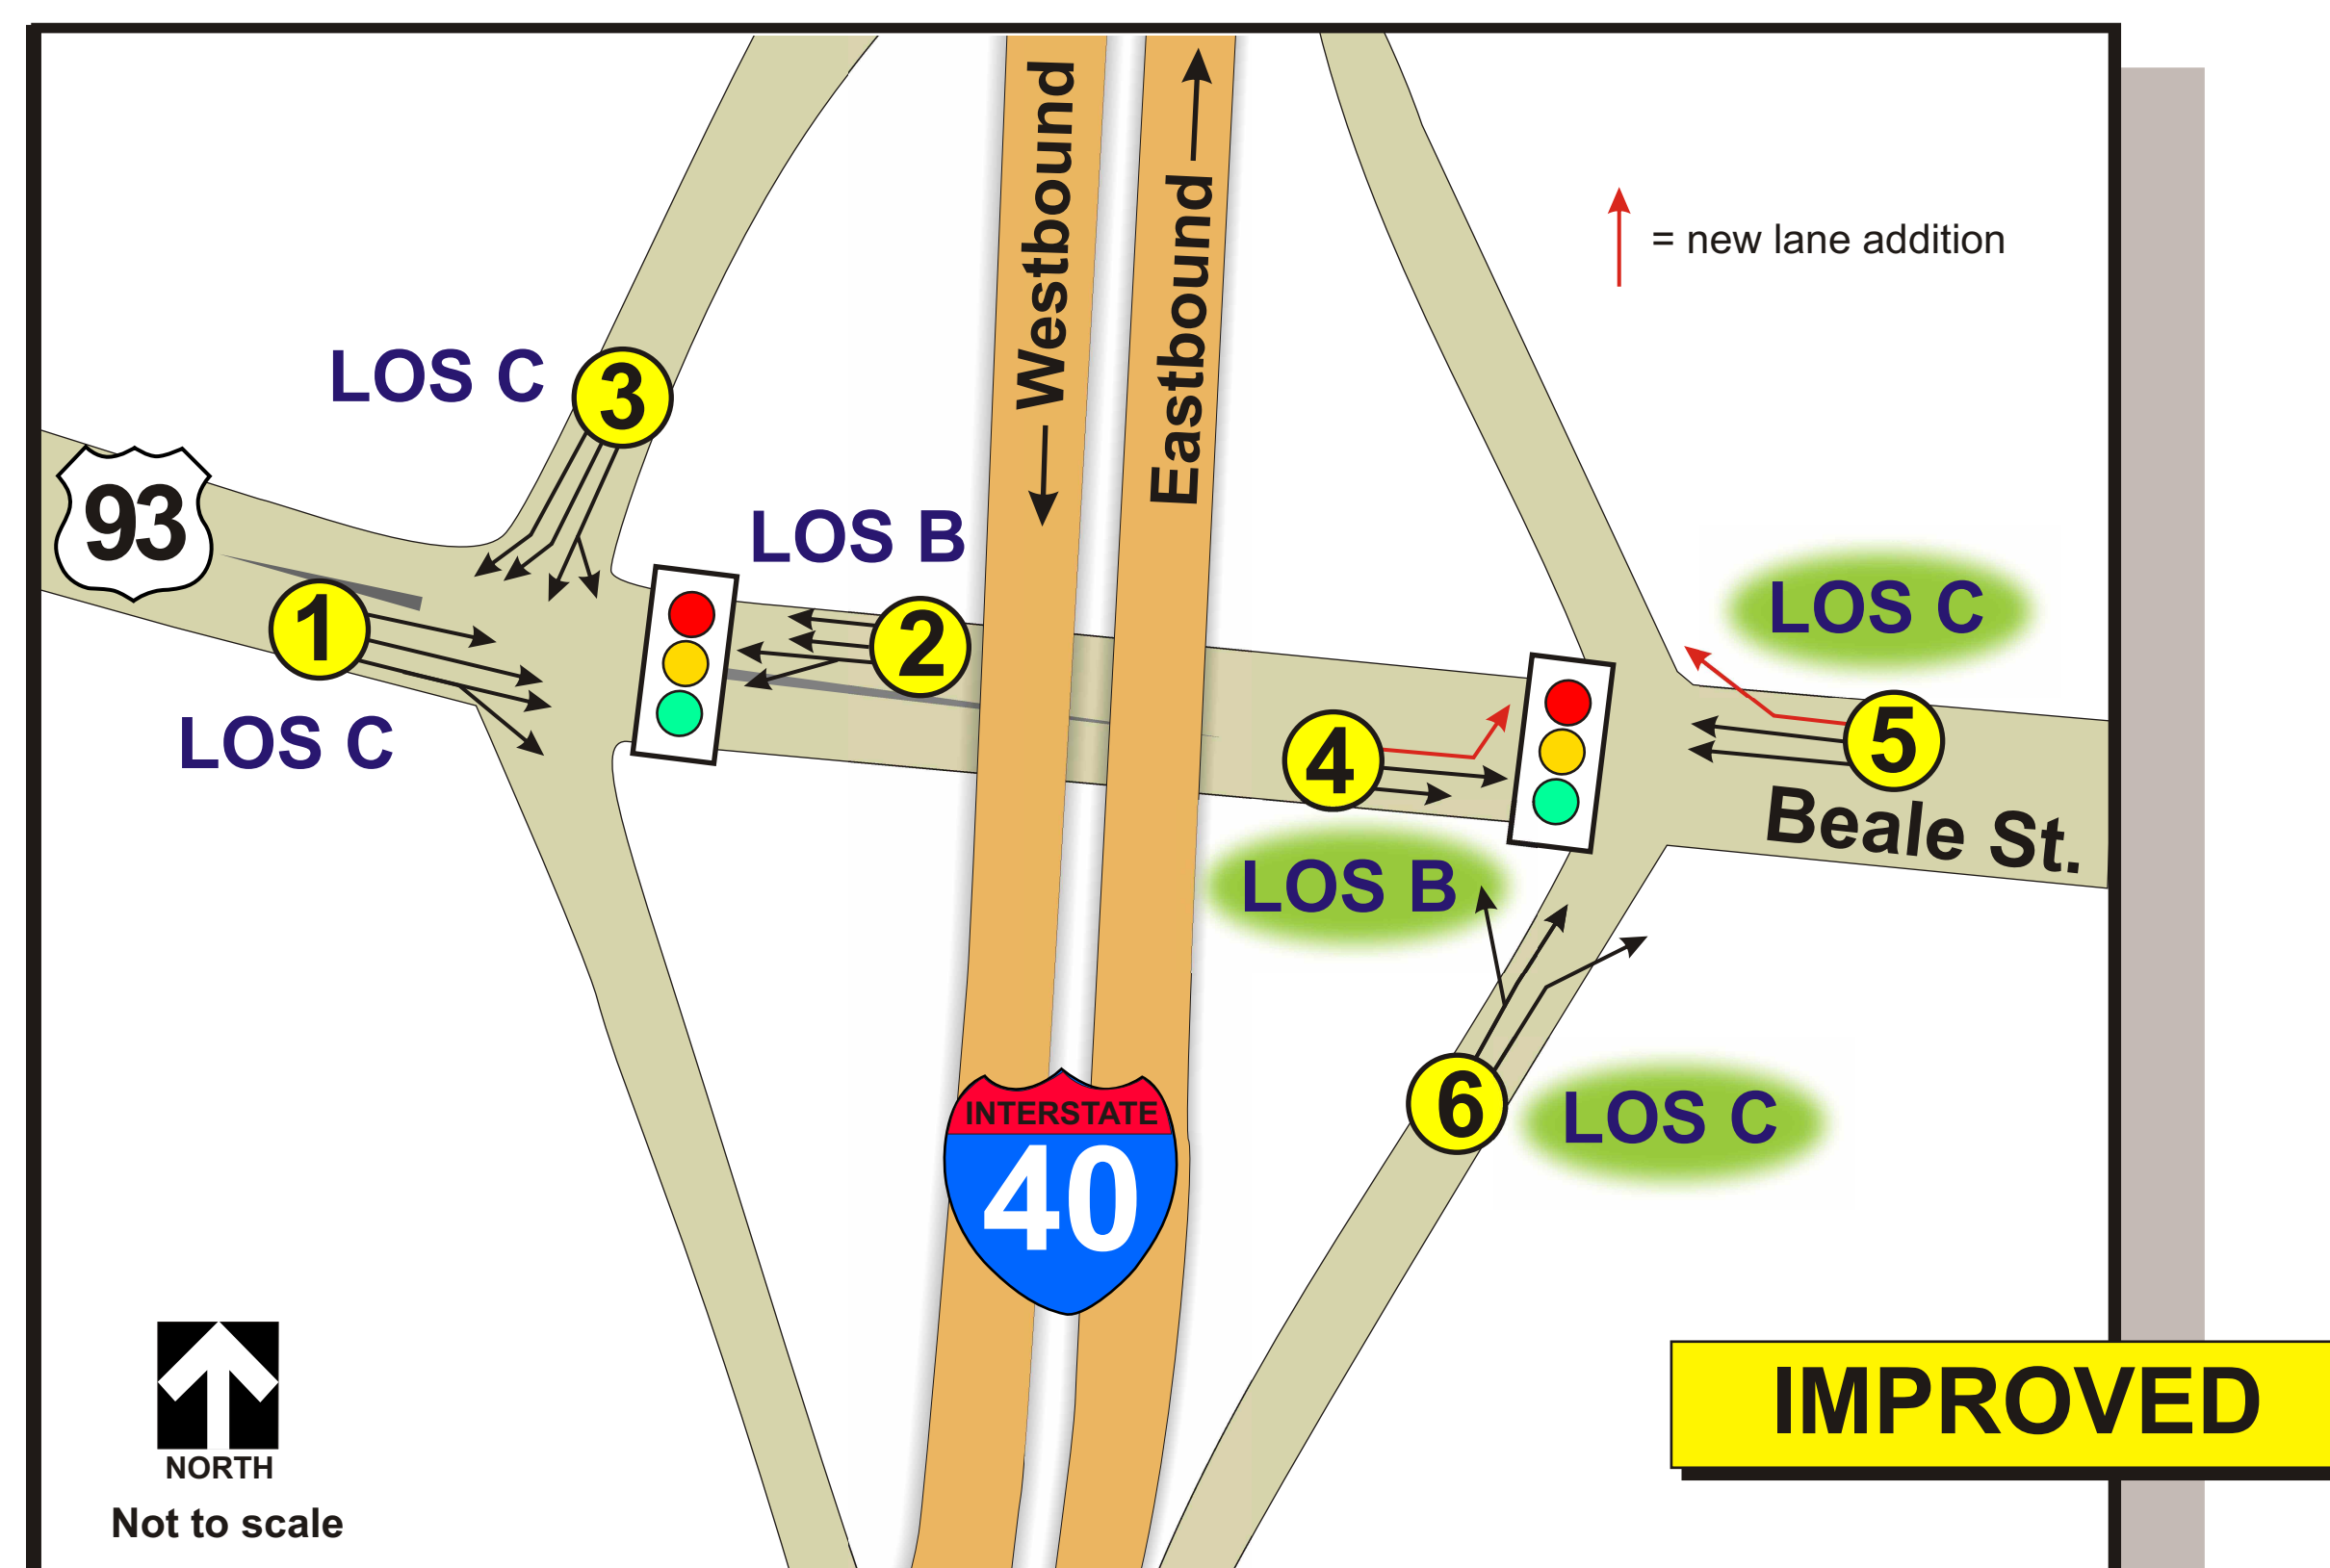 Westbound
Eastbound
= new lane addition
LOS C
3
93
LOS B
1
2
LOS C
LOS C
4
5
Beale St.
LOS B
6
LOS C
INTERSTATE
40
IMPROVED
NORTH
Not to scale